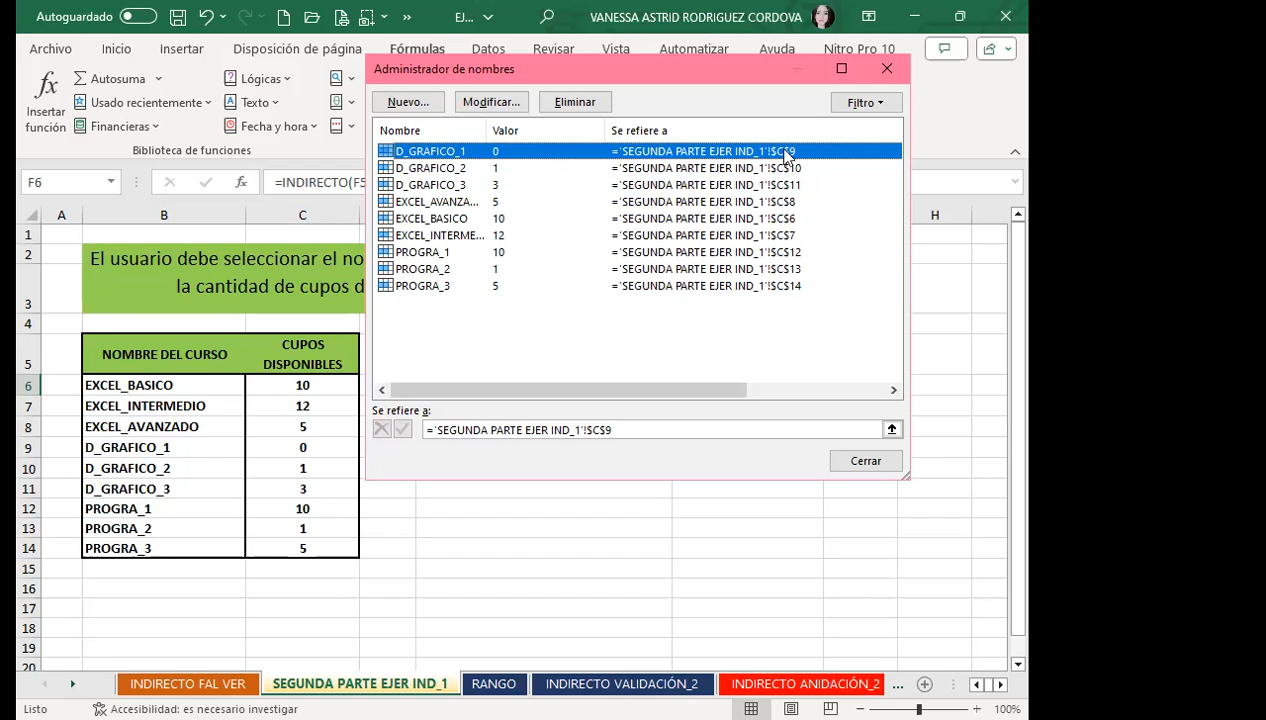 Autoguardado
EJ...
VANESSA ASTRID RODRIGUEZ CORDOVA
Archivo Inicio Insertar Disposición de página Fórmulas Datos Revisar Vista Automatizar Ayuda Nitro Pro 10
fx Insertar función
Autosuma
Usado recientemente
Financieras
Lógicas
Texto
Fecha y hora
Biblioteca de funciones
Administrador de nombres
Nuevo... Modificar... Eliminar Filtro
Nombre Valor Se refiere a
D_GRAFICO_1 0 ='SEGUNDA PARTE EJER IND_1'!$C$9
D_GRAFICO_2 1 ='SEGUNDA PARTE EJER IND_1'!$C$10
D_GRAFICO_3 3 ='SEGUNDA PARTE EJER IND_1'!$C$11
EXCEL_AVANZA... 5 ='SEGUNDA PARTE EJER IND_1'!$C$8
EXCEL_BASICO 10 ='SEGUNDA PARTE EJER IND_1'!$C$6
EXCEL_INTERME... 12 ='SEGUNDA PARTE EJER IND_1'!$C$7
PROGRA_1 10 ='SEGUNDA PARTE EJER IND_1'!$C$12
PROGRA_2 1 ='SEGUNDA PARTE EJER IND_1'!$C$13
PROGRA_3 5 ='SEGUNDA PARTE EJER IND_1'!$C$14
Se refiere a:
='SEGUNDA PARTE EJER IND_1'!$C$9
Cerrar
F6 fx =INDIRECTO(F5
A B C H
1
2
3
4
5
6
7
8
9
10
11
12
13
14
15
16
17
18
19
20
El usuario debe seleccionar el no
la cantidad de cupos d
NOMBRE DEL CURSO CUPOS DISPONIBLES
EXCEL_BASICO 10
EXCEL_INTERMEDIO 12
EXCEL_AVANZADO 5
D_GRAFICO_1 0
D_GRAFICO_2 1
D_GRAFICO_3 3
PROGRA_1 10
PROGRA_2 1
PROGRA_3 5
INDIRECTO FAL VER SEGUNDA PARTE EJER IND_1 RANGO INDIRECTO VALIDACIÓN_2 INDIRECTO ANIDACIÓN_2 ...
Listo Accesibilidad: es necesario investigar 100%